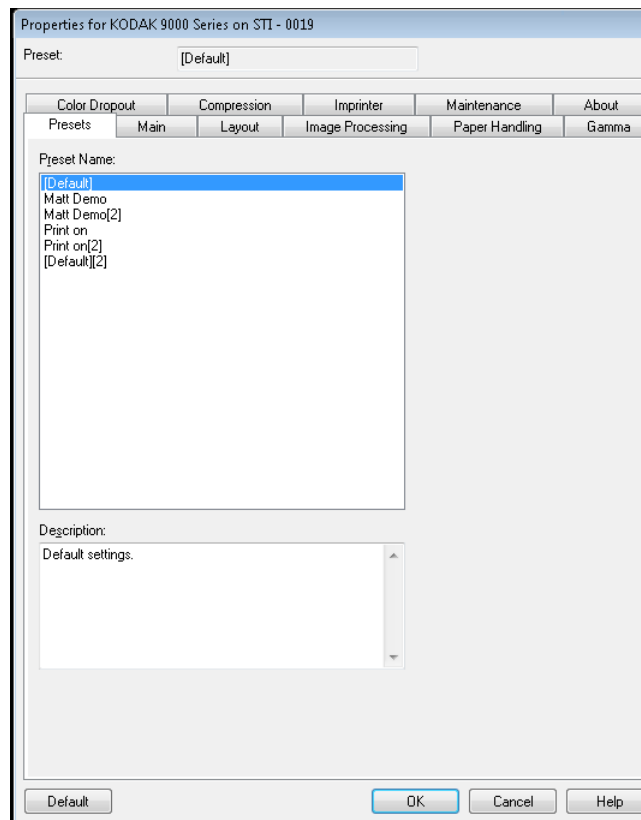 Properties for KODAK 9000 Series on STI - 0019
Preset: [Default]
Color Dropout Compression Imprinter Maintenance About
Presets Main Layout Image Processing Paper Handling Gamma
Preset Name:
[Default]
Matt Demo
Matt Demo[2]
Print on
Print on[2]
[Default][2]
Description:
Default settings.
Default OK Cancel Help